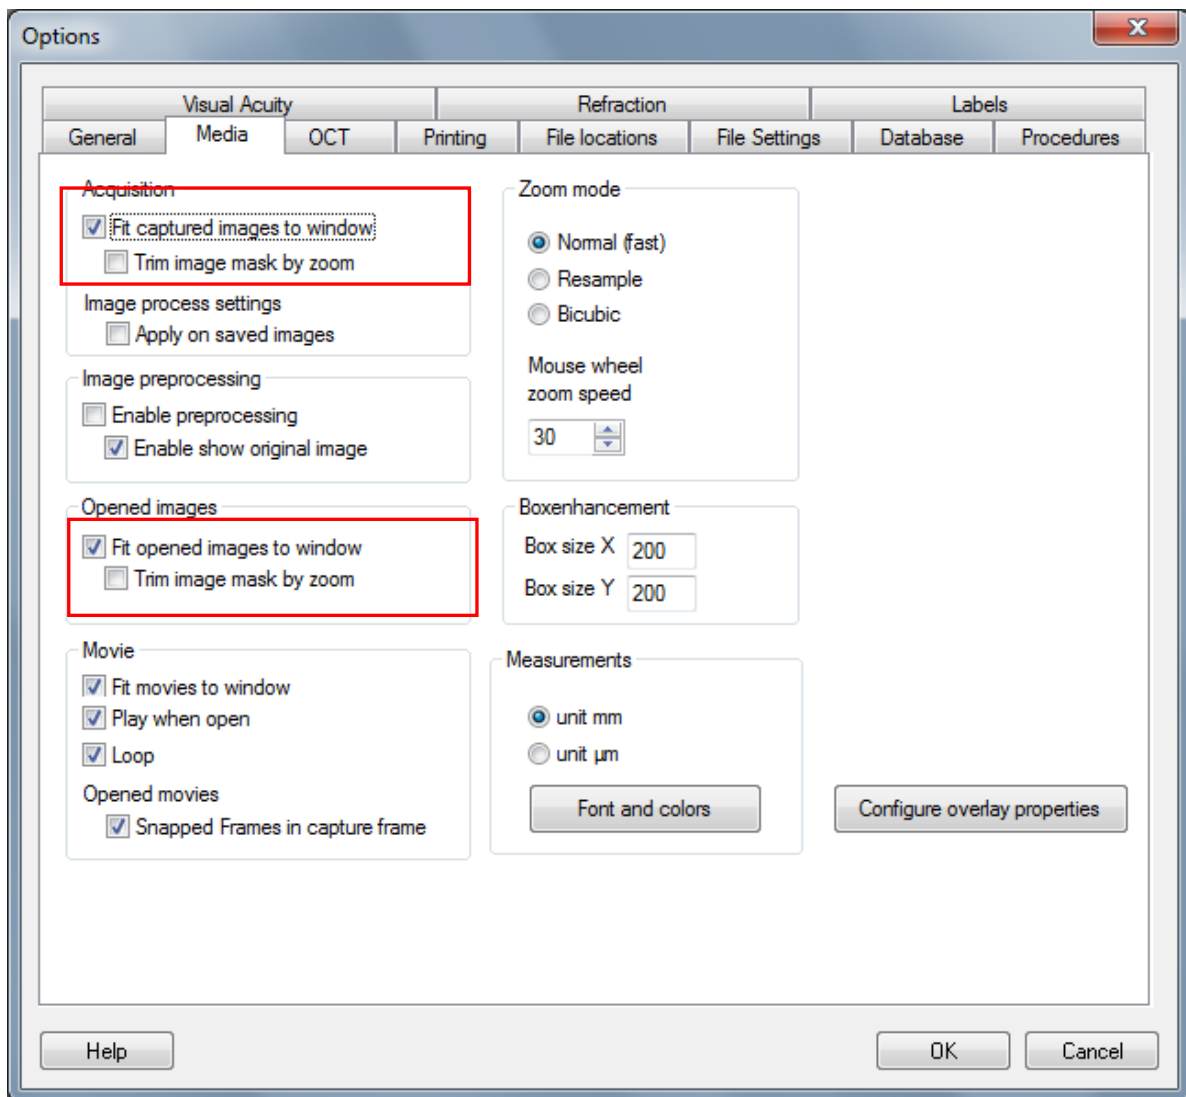 Options
X
Visual Acuity
Refraction
Labels
General
Media
OCT
Printing
File locations
File Settings
Database
Procedures
Acquisition
Fit captured images to window
Trim image mask by zoom
Image process settings
Apply on saved images
Image preprocessing
Enable preprocessing
Enable show original image
Opened images
Fit opened images to window
Trim image mask by zoom
Movie
Fit movies to window
Play when open
Loop
Opened movies
Snapped Frames in capture frame
Zoom mode
Normal (fast)
Resample
Bicubic
Mouse wheel
zoom speed
30
Boxenhancement
Box size X 200
Box size Y 200
Measurements
unit mm
unit µm
Font and colors
Configure overlay properties
Help
OK
Cancel